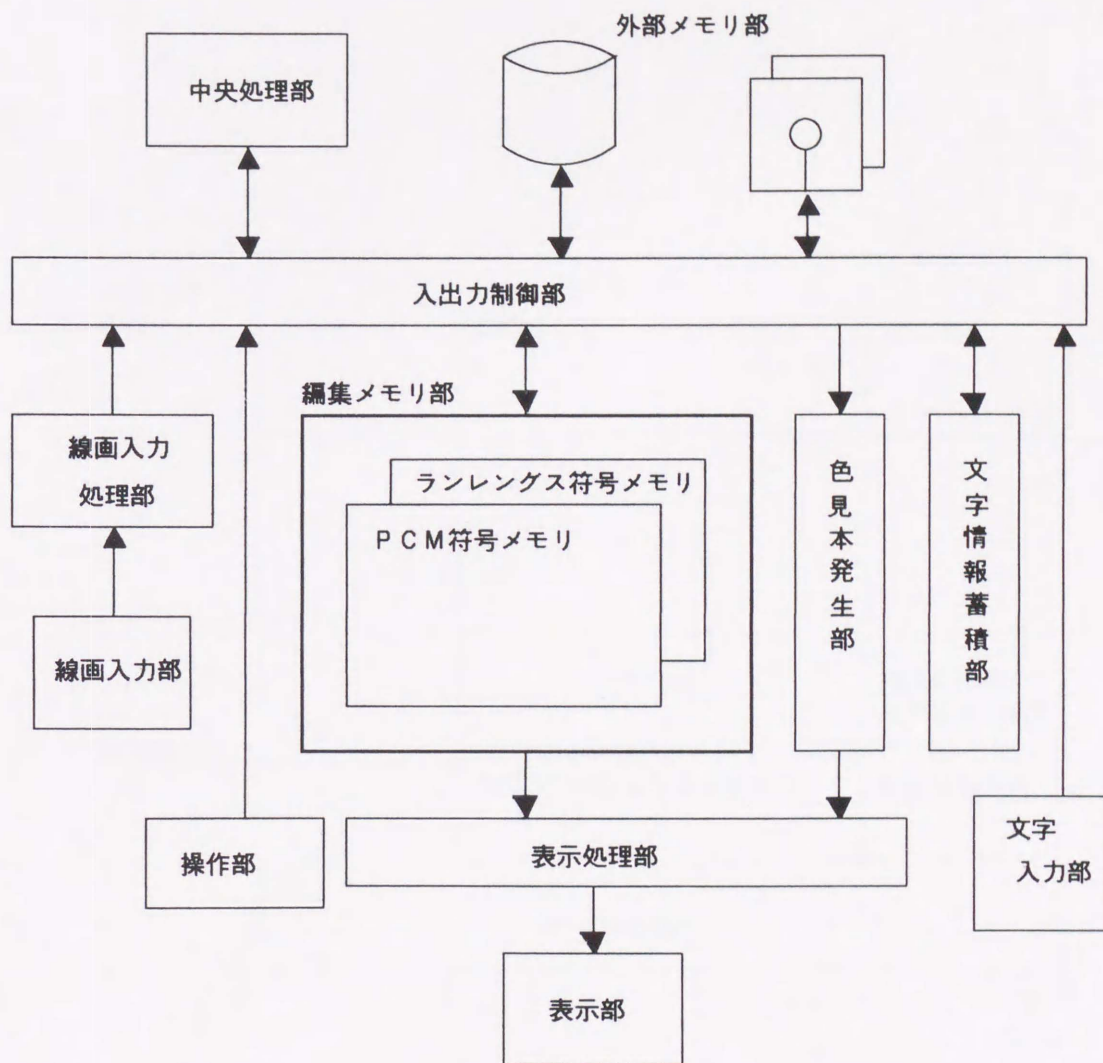 外部メモリ部
中央処理部
入出力制御部
編集メモリ部
線画入力
処理部
ランレングス符号メモリ
PCM符号メモリ
色見本発生部
文字情報蓄積部
線画入力部
操作部
表示処理部
文字
入力部
表示部